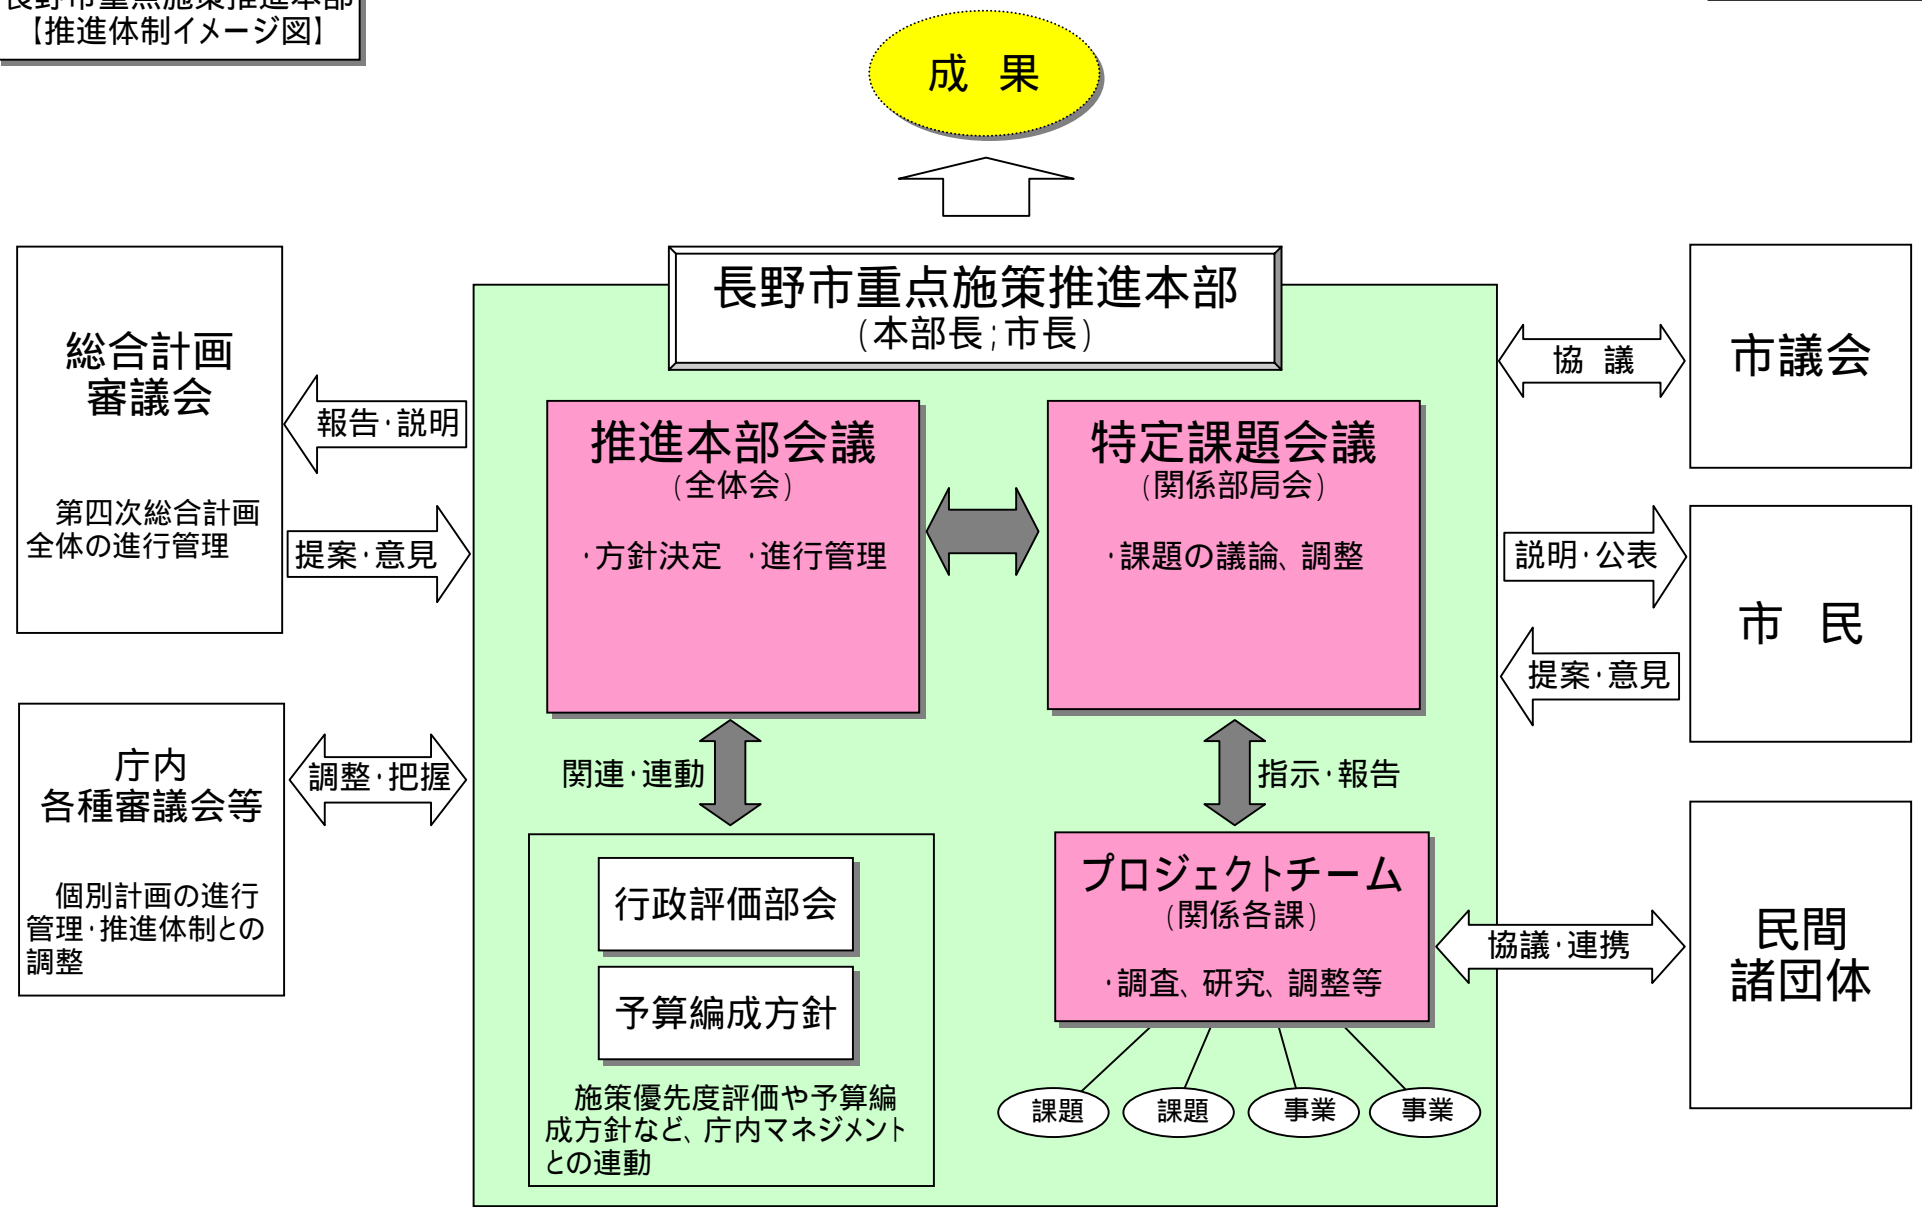 長野市重点施策推進本部
【推進体制イメージ図】
成 果
長野市重点施策推進本部
(本部長;市長)
総合計画
審議会
第四次総合計画
全体の進行管理
報告・説明
提案・意見
庁内
各種審議会等
個別計画の進行
管理・推進体制との
調整
調整・把握
推進本部会議
(全体会)
・方針決定 ・進行管理
特定課題会議
(関係部局会)
・課題の議論、調整
関連・連動
指示・報告
行政評価部会
予算編成方針
施策優先度評価や予算編
成方針など、庁内マネジメント
との連動
プロジェクトチーム
(関係各課)
・調査、研究、調整等
課題
課題
事業
事業
協 議
市議会
説明・公表
提案・意見
市 民
協議・連携
民間
諸団体